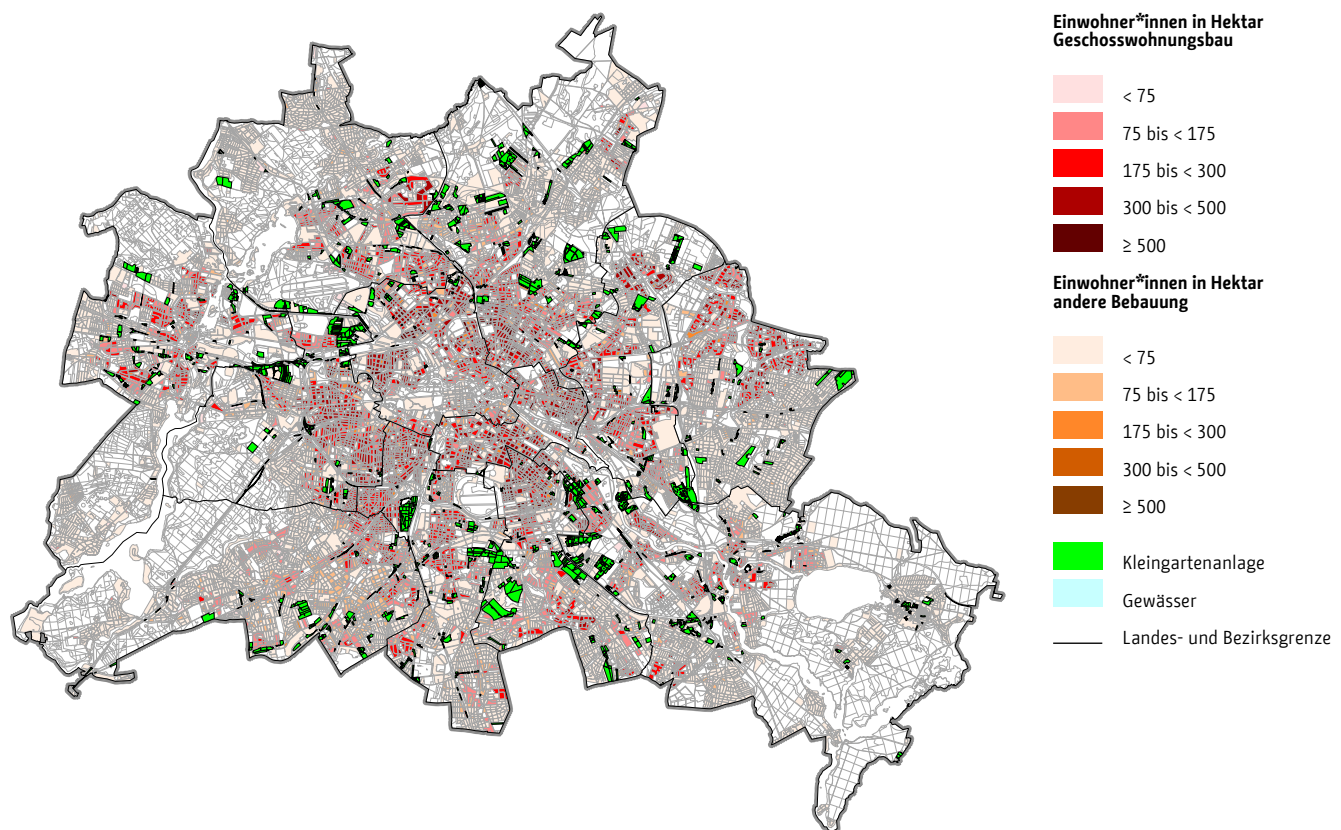 Einwohner*innen in Hektar
Geschosswohnungsbau
< 75
75 bis < 175
175 bis < 300
300 bis < 500
≥ 500
Einwohner*innen in Hektar
andere Bebauung
< 75
75 bis < 175
175 bis < 300
300 bis < 500
≥ 500
Kleingartenanlage
Gewässer
Landes- und Bezirksgrenze